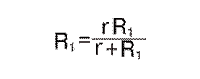 R₁ = rR₁ / r + R₁